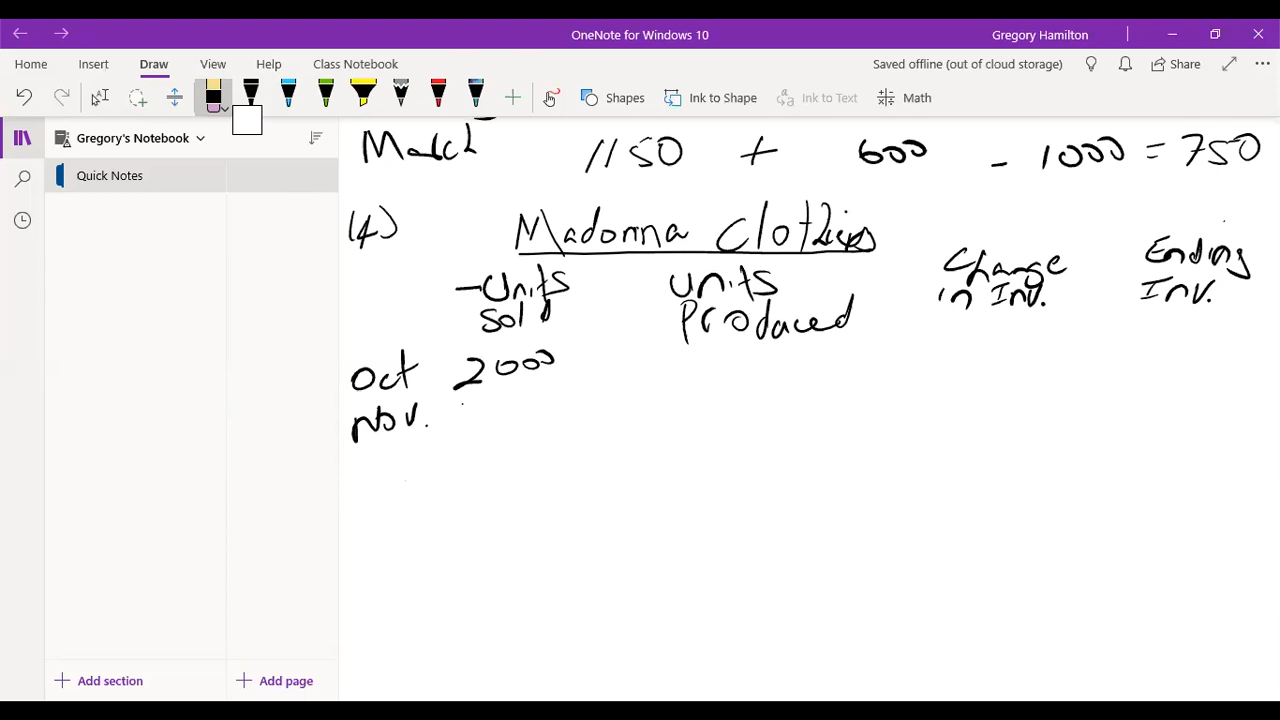 OneNote for Windows 10
Gregory Hamilton
Home Insert Draw View Help Class Notebook
Saved offline (out of cloud storage)
Share
Shapes
Ink to Shape
Ink to Text
Math
Gregory's Notebook
Quick Notes
March 1150 + 600 - 1000 = 750
(4) Madonna Clothiers
-Units units Change Ending
Sold Produced in Inv. Inv.
Oct 2000
Nov.
Add section
Add page